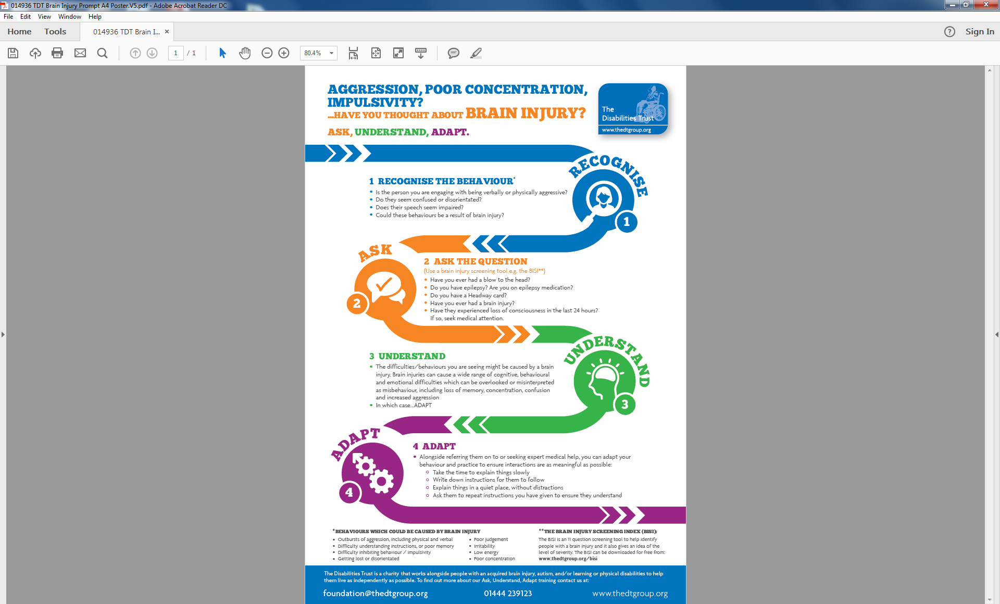 014936 TDT Brain Injury Prompt A4 Poster.V5.pdf - Adobe Acrobat Reader DC
File Edit View Window Help
Home Tools 014936 TDT Brain I... × ? Sign In
1 / 1 80.4%
AGGRESSION, POOR CONCENTRATION,
IMPULSIVITY?
...HAVE YOU THOUGHT ABOUT BRAIN INJURY?
ASK, UNDERSTAND, ADAPT.
The
Disabilities Trust
www.thedtgroup.org
RECOGNISE
1
1 RECOGNISE THE BEHAVIOUR*
• Is the person you are engaging with being verbally or physically aggressive?
• Do they seem confused or disorientated?
• Does their speech seem impaired?
• Could these behaviours be a result of brain injury?
ASK
2
2 ASK THE QUESTION
(Use a brain injury screening tool e.g. the BISI**)
• Have you ever had a blow to the head?
• Do you have epilepsy? Are you on epilepsy medication?
• Do you have a Headway card?
• Have you ever had a brain injury?
• Have they experienced loss of consciousness in the last 24 hours?
If so, seek medical attention.
UNDERSTAND
3
3 UNDERSTAND
• The difficulties/behaviours you are seeing might be caused by a brain
injury. Brain injuries can cause a wide range of cognitive, behavioural
and emotional difficulties which can be overlooked or misinterpreted
as misbehaviour, including loss of memory, concentration, confusion
and increased aggression
• In which case...ADAPT
ADAPT
4
4 ADAPT
• Alongside referring them on to or seeking expert medical help, you can adapt your
behaviour and practice to ensure interactions are as meaningful as possible:
o Take the time to explain things slowly
o Write down instructions for them to follow
o Explain things in a quiet place, without distractions
o Ask them to repeat instructions you have given to ensure they understand
*BEHAVIOURS WHICH COULD BE CAUSED BY BRAIN INJURY
• Outbursts of aggression, including physical and verbal
• Difficulty understanding instructions, or poor memory
• Difficulty inhibiting behaviour / impulsivity
• Getting lost or disorientated
• Poor judgement
• Irritability
• Low energy
• Poor concentration
**THE BRAIN INJURY SCREENING INDEX (BISI):
The BISI is an 11 question screening tool to help identify
people with a brain injury and it also gives an idea of the
level of severity. The BISI can be downloaded for free from:
www.thedtgroup.org/bisi
The Disabilities Trust is a charity that works alongside people with an acquired brain injury, autism, and/or learning or physical disabilities to help
them live as independently as possible. To find out more about our Ask, Understand, Adapt training contact us at:
foundation@thedtgroup.org 01444 239123 www.thedtgroup.org